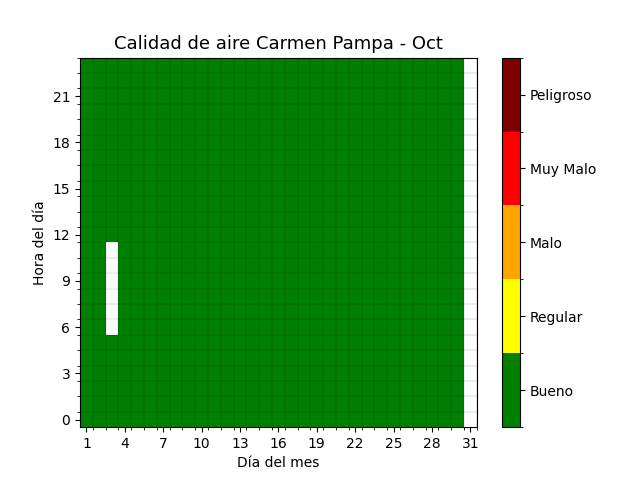 Calidad de aire Carmen Pampa - Oct
Hora del día
21
18
15
12
9
6
3
0
1 4 7 10 13 16 19 22 25 28 31
Día del mes
Peligroso
Muy Malo
Malo
Regular
Bueno